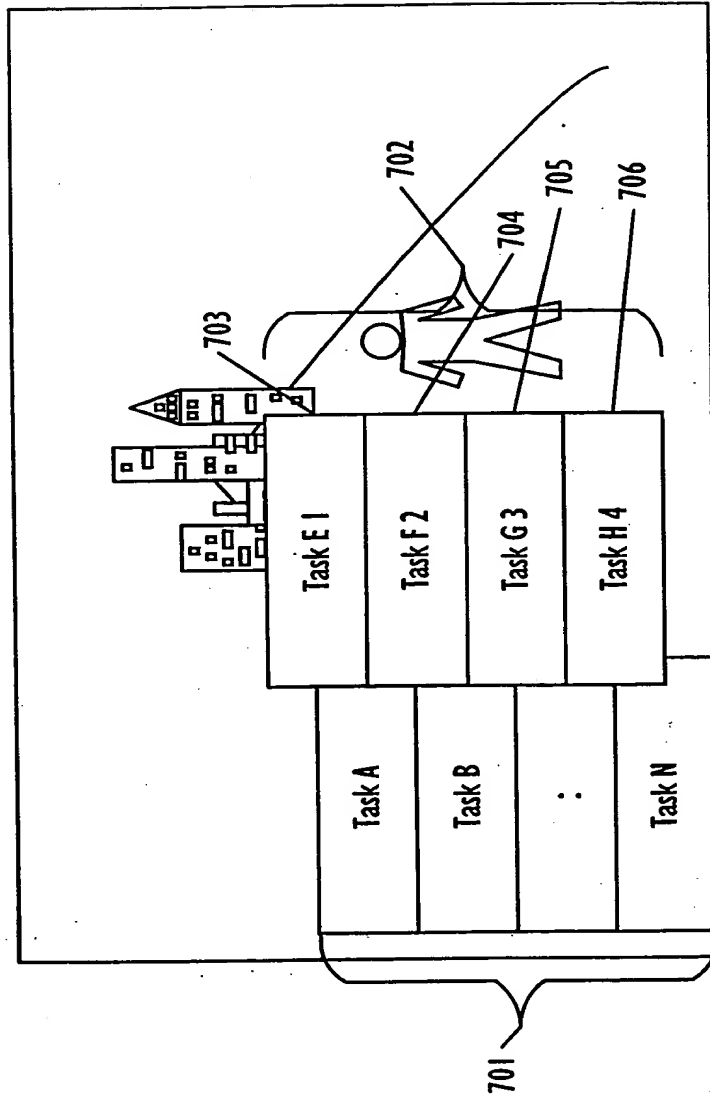 703
702
704
705
706
Task E 1
Task F 2
Task G 3
Task H 4
Task A
Task B
:
Task N
701